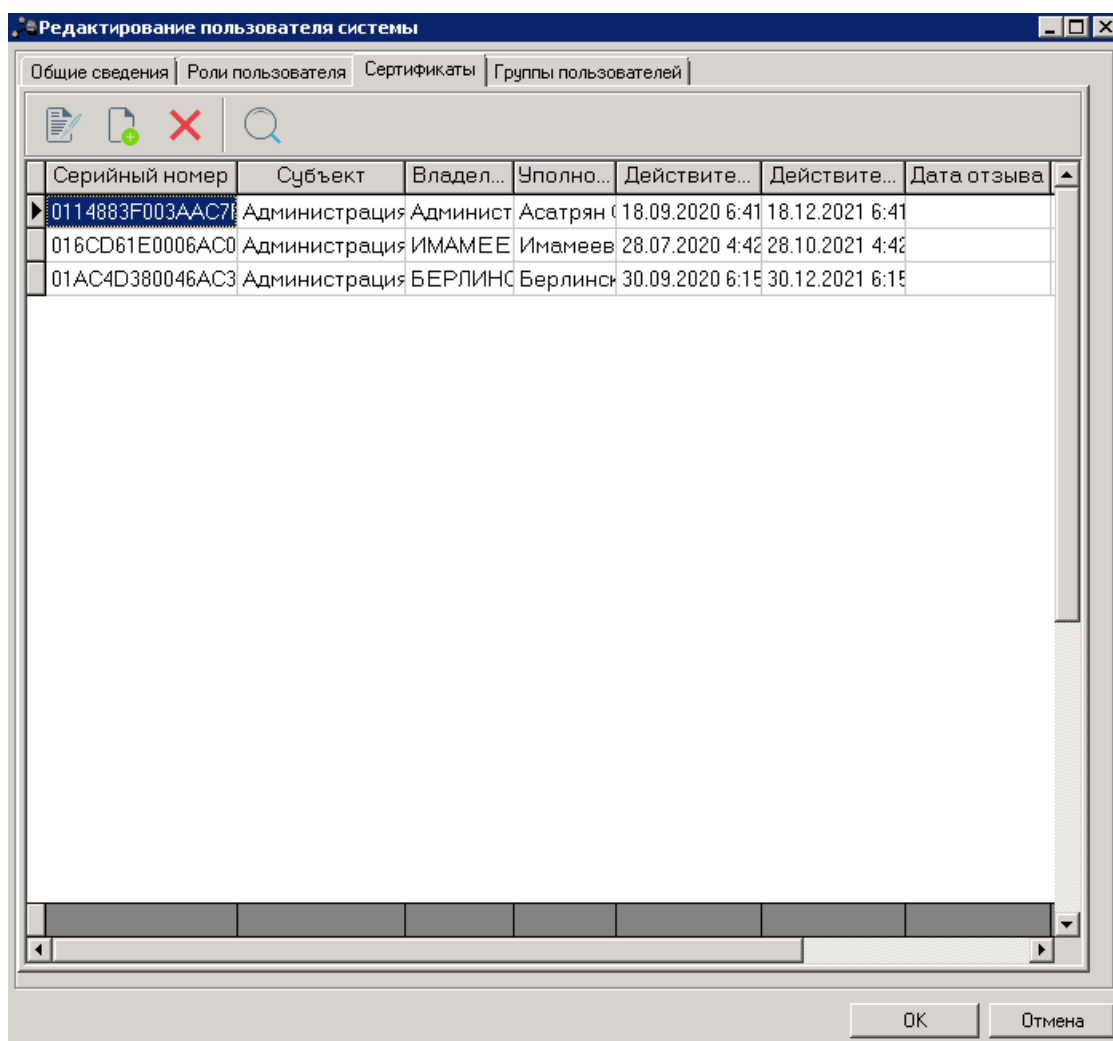 Редактирование пользователя системы
Общие сведения Роли пользователя Сертификаты Группы пользователей
Серийный номер Субъект Владел... Уполно... Действите... Действите... Дата отзыва
0114883F003AAC7 Администрация Админист Асатрян 18.09.2020 6:41 18.12.2021 6:41
016CD61E0006AC0 Администрация ИМАМЕЕ Имамеев 28.07.2020 4:42 28.10.2021 4:42
01AC4D380046AC3 Администрация БЕРЛИНС Берлинск 30.09.2020 6:15 30.12.2021 6:15
OK Отмена